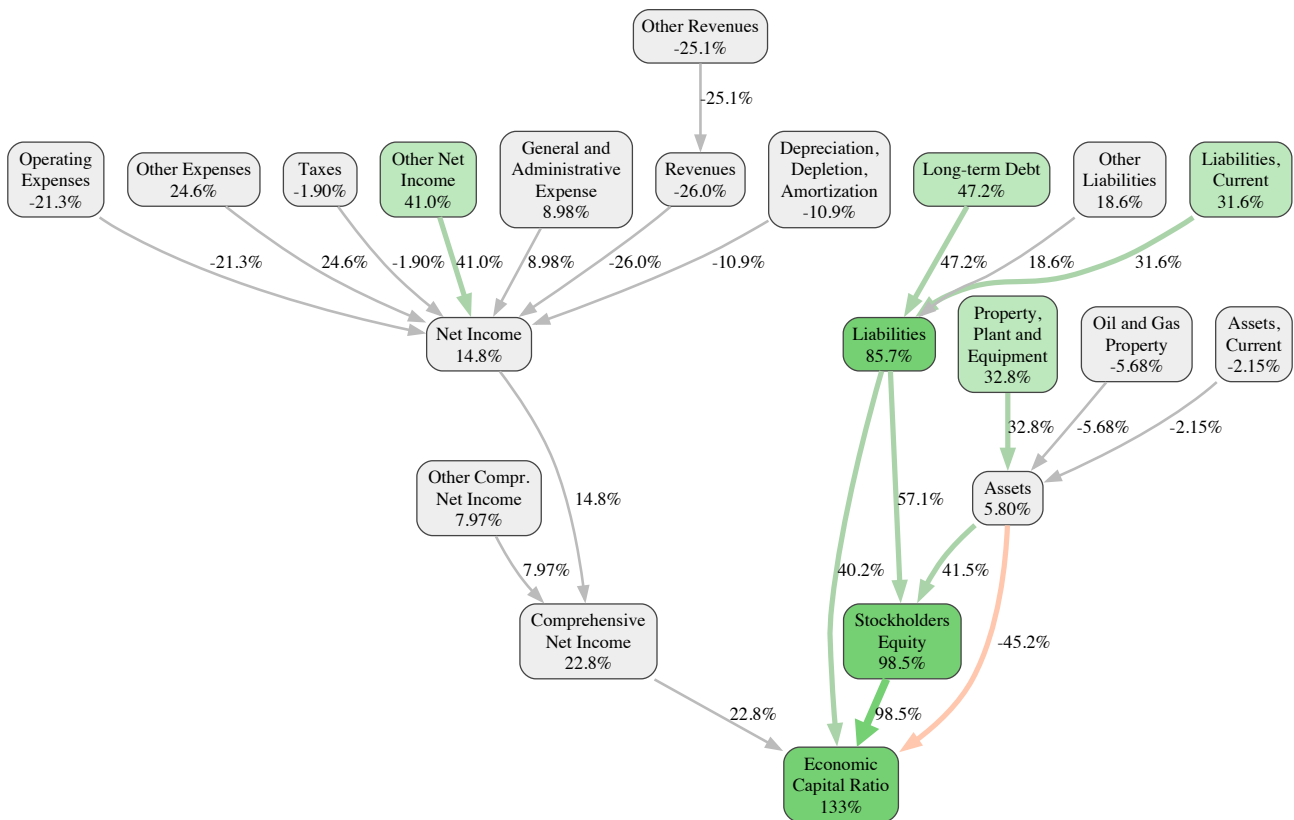 Other Revenues
-25.1%
-25.1%
Operating
Expenses
-21.3%
Other Expenses
24.6%
Taxes
-1.90%
Other Net
Income
41.0%
General and
Administrative
Expense
8.98%
Revenues
-26.0%
Depreciation,
Depletion,
Amortization
-10.9%
Long-term Debt
47.2%
Other
Liabilities
18.6%
Liabilities,
Current
31.6%
-21.3%
24.6%
-1.90%
41.0%
8.98%
-26.0%
-10.9%
47.2%
18.6%
31.6%
Net Income
14.8%
Liabilities
85.7%
Property,
Plant and
Equipment
32.8%
Oil and Gas
Property
-5.68%
Assets,
Current
-2.15%
32.8%
-5.68%
-2.15%
Other Compr.
Net Income
7.97%
14.8%
57.1%
Assets
5.80%
7.97%
40.2%
41.5%
Comprehensive
Net Income
22.8%
Stockholders
Equity
98.5%
-45.2%
22.8%
98.5%
Economic
Capital Ratio
133%